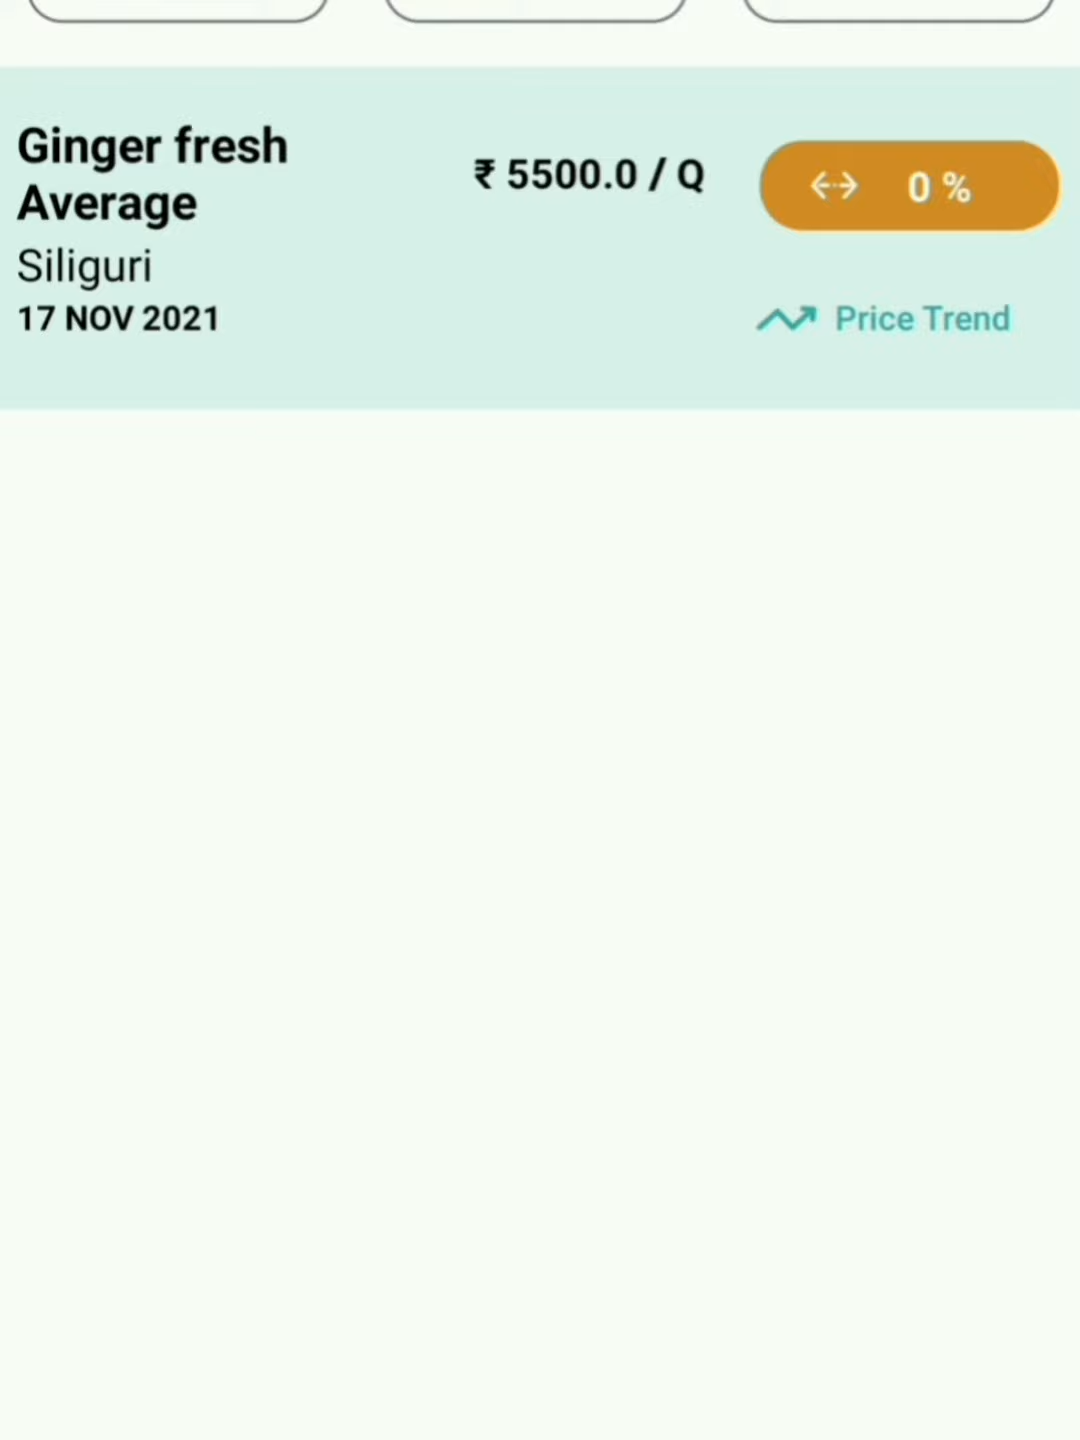 Ginger fresh
Average
Siliguri
17 NOV 2021
₹ 5500.0 / Q
0 %
Price Trend